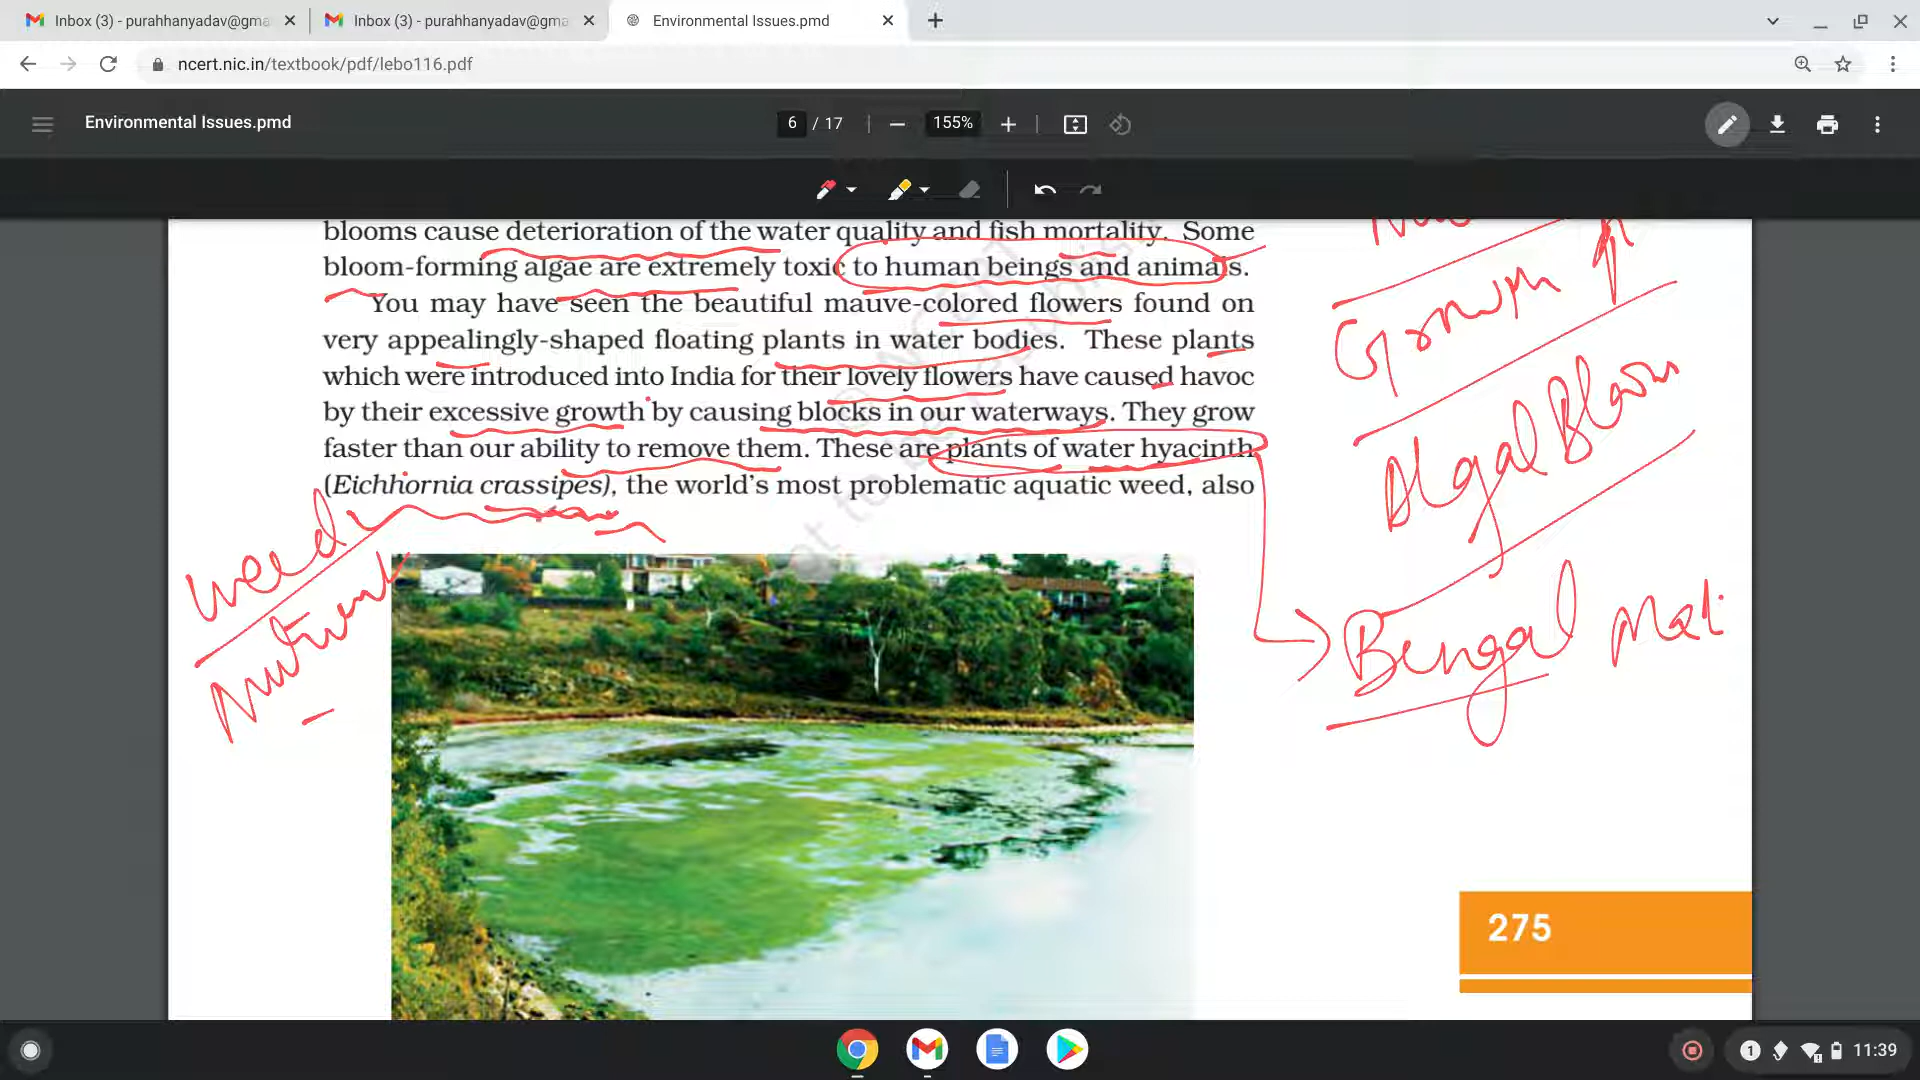 Inbox (3) - purahhanyadav@gma
Inbox (3) - purahhanyadav@gma
Environmental Issues.pmd
ncert.nic.in/textbook/pdf/lebo116.pdf
Environmental Issues.pmd
6 / 17
155%
blooms cause deterioration of the water quality and fish mortality. Some
bloom-forming algae are extremely toxic to human beings and animals.
You may have seen the beautiful mauve-colored flowers found on
very appealingly-shaped floating plants in water bodies. These plants
which were introduced into India for their lovely flowers have caused havoc
by their excessive growth by causing blocks in our waterways. They grow
faster than our ability to remove them. These are plants of water hyacinth
(Eichhornia crassipes), the world's most problematic aquatic weed, also
Growth
Algal Bloom
Bengal
weed
275
1
11:39